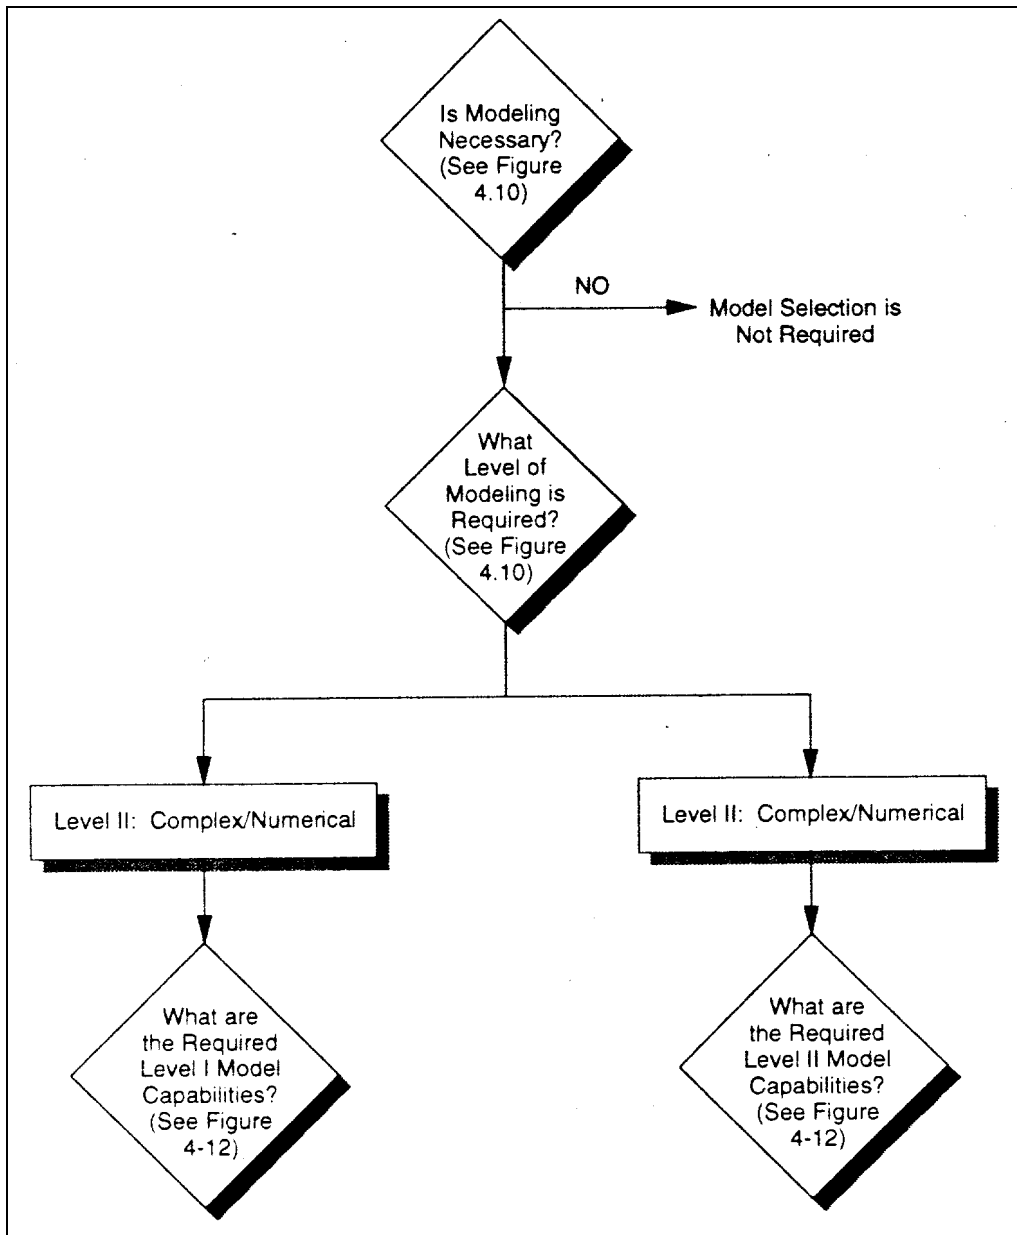 Is Modeling
Necessary?
(See Figure
4.10)
NO
Model Selection is
Not Required
What
Level of
Modeling is
Required?
(See Figure
4.10)
Level II: Complex/Numerical
Level II: Complex/Numerical
What are
the Required
Level I Model
Capabilities?
(See Figure
4-12)
What are
the Required
Level II Model
Capabilities?
(See Figure
4-12)